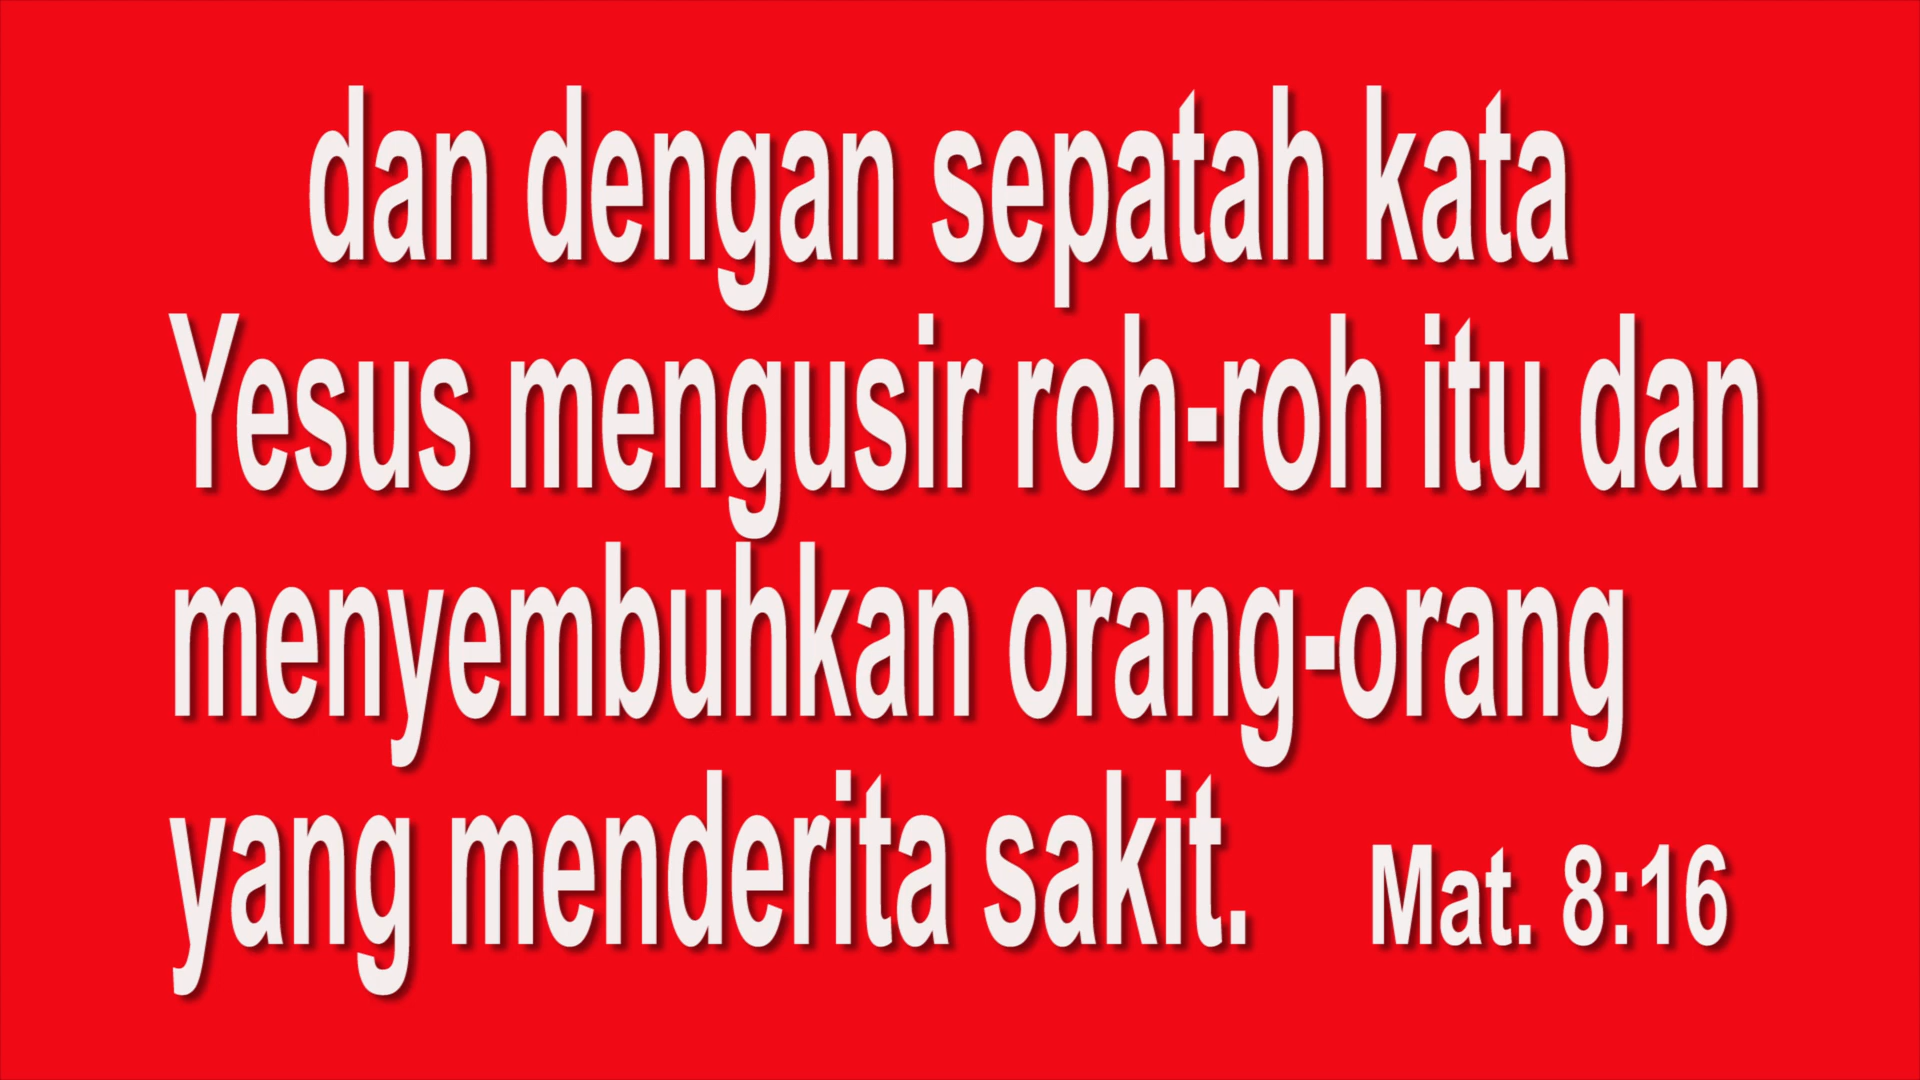 dan dengan sepatah kata
Yesus mengusir roh-roh itu dan
menyembuhkan orang-orang
yang menderita sakit. Mat. 8:16